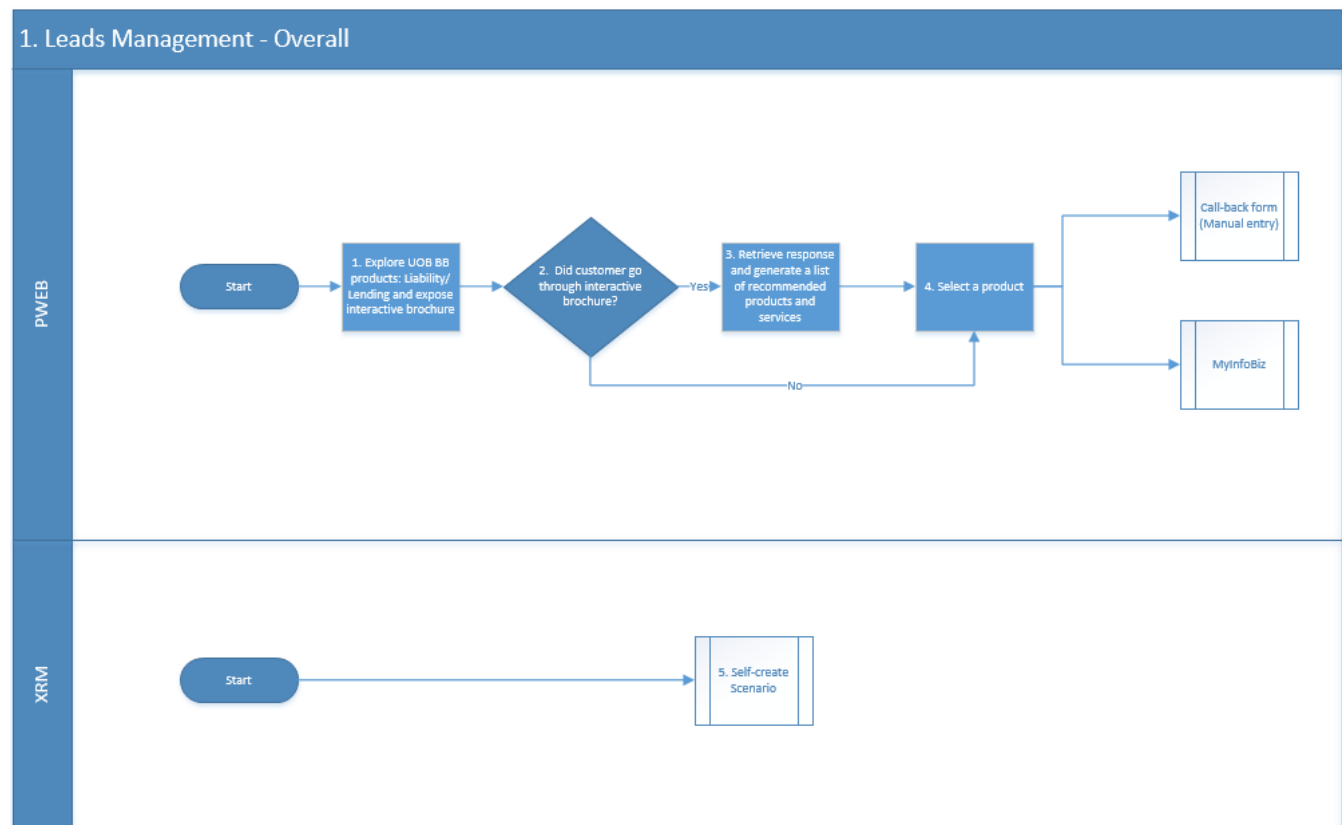 1. Leads Management - Overall
PWEB
Start
1. Explore UOB BB
products: Liability/
Lending and expose
interactive brochure
2.  Did customer go
through interactive
brochure?
Yes
No
3. Retrieve response
and generate a list
of recommended
products and
services
4. Select a product
Call-back form
(Manual entry)
MyInfoBiz
XRM
Start
5. Self-create
Scenario